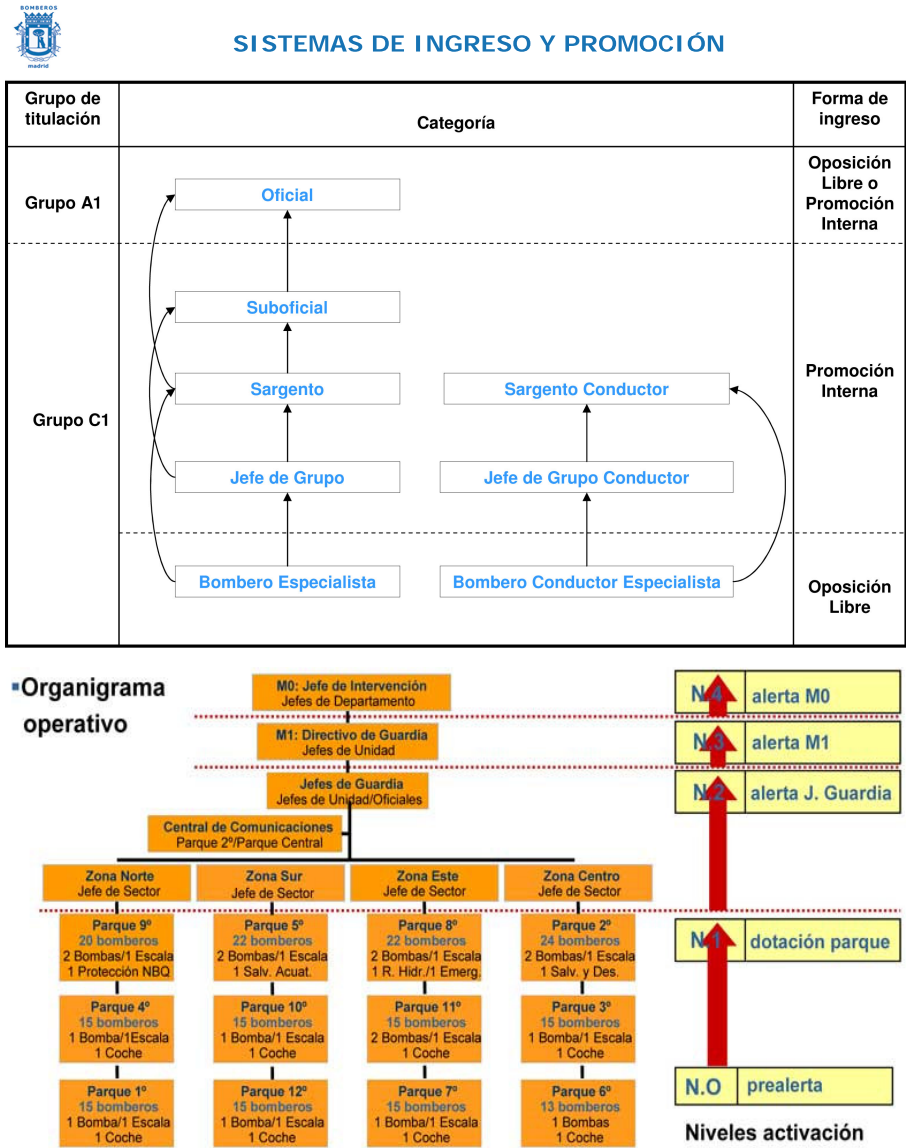 BOMBEROS
madrid
SISTEMAS DE INGRESO Y PROMOCIÓN
Grupo de
titulación
Categoría
Forma de
ingreso
Grupo A1
Oficial
Oposición
Libre o
Promoción
Interna
Grupo C1
Suboficial
Sargento
Sargento Conductor
Jefe de Grupo
Jefe de Grupo Conductor
Promoción
Interna
Bombero Especialista
Bombero Conductor Especialista
Oposición
Libre
▪Organigrama
operativo
M0: Jefe de Intervención
Jefes de Departamento
M1: Directivo de Guardia
Jefes de Unidad
Jefes de Guardia
Jefes de Unidad/Oficiales
Central de Comunicaciones
Parque 2º/Parque Central
Zona Norte
Jefe de Sector
Zona Sur
Jefe de Sector
Zona Este
Jefe de Sector
Zona Centro
Jefe de Sector
Parque 9º
20 bomberos
2 Bombas/1 Escala
1 Protección NBQ
Parque 5º
22 bomberos
2 Bombas/1 Escala
1 Salv. Acuat.
Parque 8º
22 bomberos
2 Bombas/1 Escala
1 R. Hidr./1 Emerg.
Parque 2º
24 bomberos
2 Bombas/1 Escala
1 Salv. y Des.
Parque 4º
15 bomberos
1 Bomba/1Escala
1 Coche
Parque 10º
15 bomberos
1 Bomba/1 Escala
1 Coche
Parque 11º
15 bomberos
2 Bombas/1 Escala
1 Coche
Parque 3º
15 bomberos
1 Bomba/1 Escala
1 Coche
Parque 1º
15 bomberos
1 Bomba/1 Escala
1 Coche
Parque 12º
15 bomberos
1 Bomba/1 Escala
1 Coche
Parque 7º
15 bomberos
1 Bomba/1 Escala
1 Coche
Parque 6º
13 bomberos
1 Bombas
1 Coche
N.4 alerta M0
N.3 alerta M1
N.2 alerta J. Guardia
N.1 dotación parque
N.O prealerta
Niveles activación